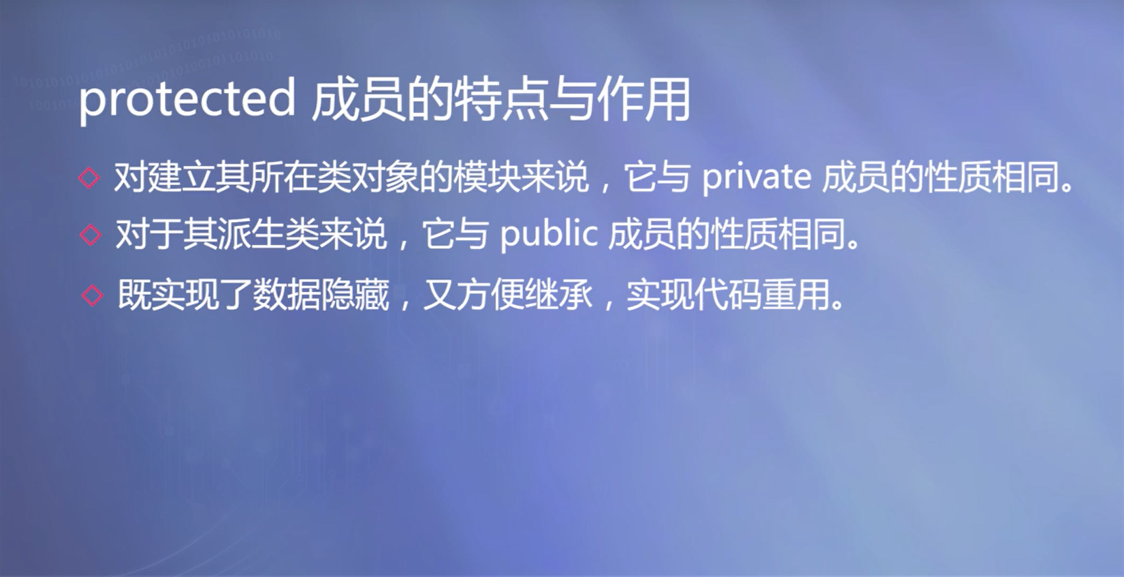 protected 成员的特点与作用
对建立其所在类对象的模块来说，它与 private 成员的性质相同。
对于其派生类来说，它与 public 成员的性质相同。
既实现了数据隐藏，又方便继承，实现代码重用。